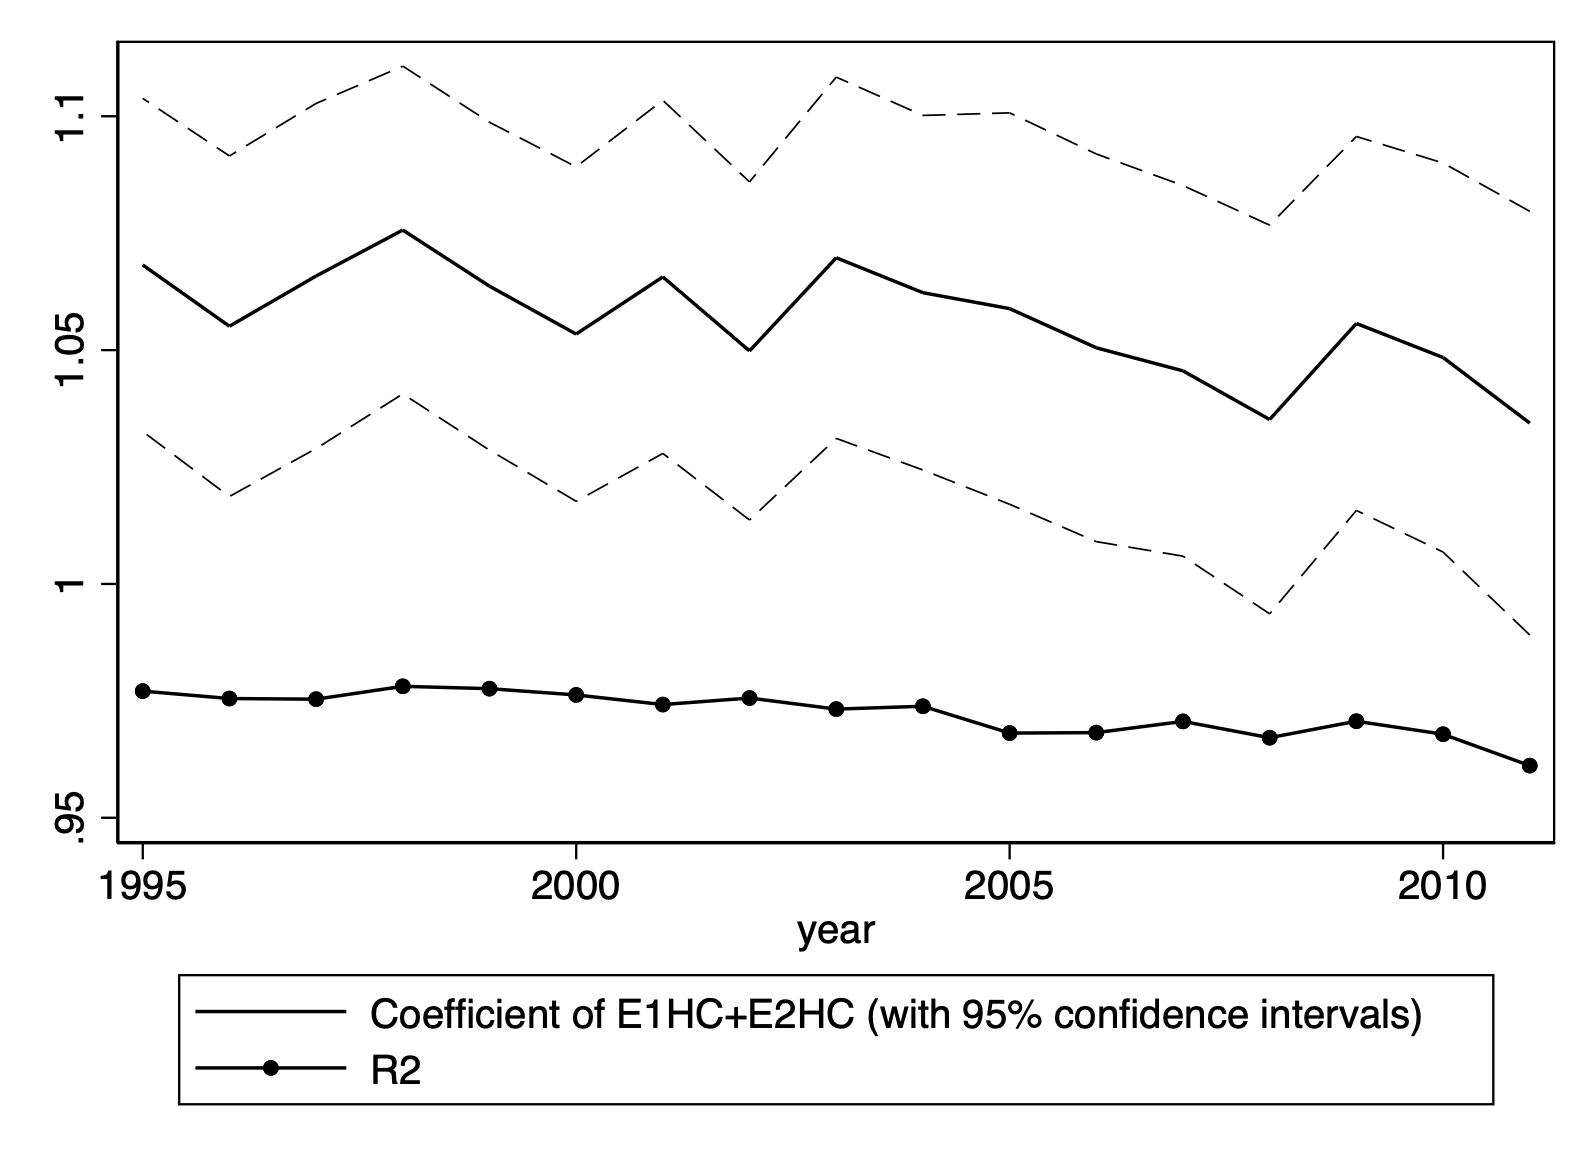 1.1
1.05
1
.95
1995 2000 2005 2010
year
Coefficient of E1HC+E2HC (with 95% confidence intervals)
R2